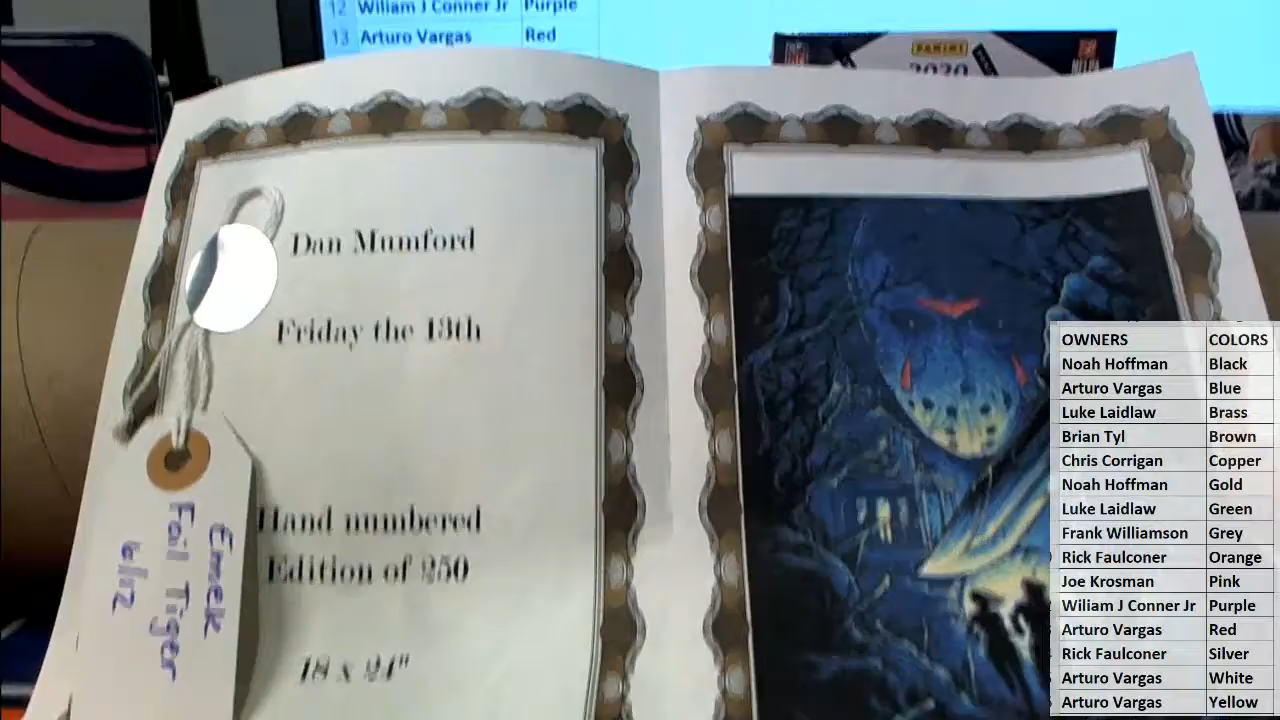 12 William J Conner Jr Purple
13 Arturo Vargas Red
PANINI
2020
Dan Mumford
Friday the 13th
Hand numbered
Edition of 250
18 x 24"
Emek
Foil Tiger
6/12
OWNERS COLORS
Noah Hoffman Black
Arturo Vargas Blue
Luke Laidlaw Brass
Brian Tyl Brown
Chris Corrigan Copper
Noah Hoffman Gold
Luke Laidlaw Green
Frank Williamson Grey
Rick Faulconer Orange
Joe Krosman Pink
Wiliam J Conner Jr Purple
Arturo Vargas Red
Rick Faulconer Silver
Arturo Vargas White
Arturo Vargas Yellow